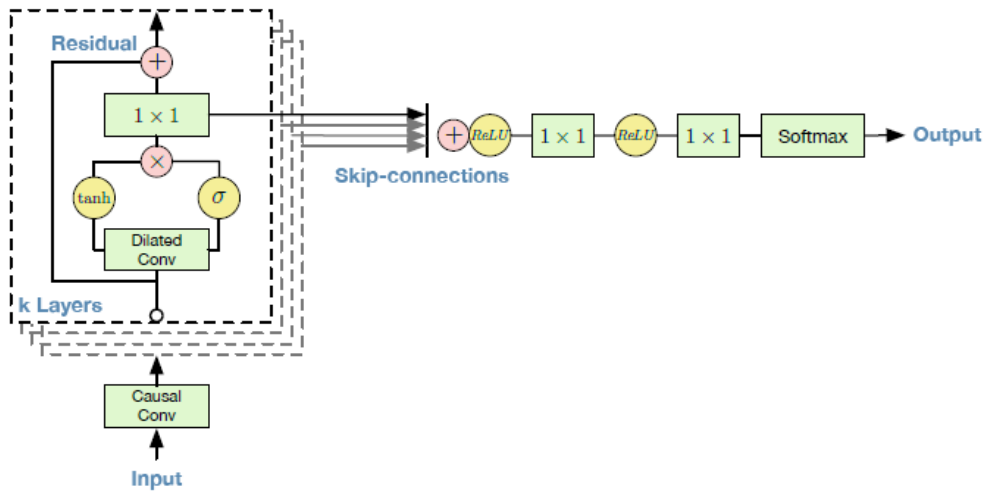 Residual
+
1 × 1
×
tanh
σ
Dilated
Conv
k Layers
Causal
Conv
Input
Skip-connections
+
ReLU
1 × 1
ReLU
1 × 1
Softmax
Output